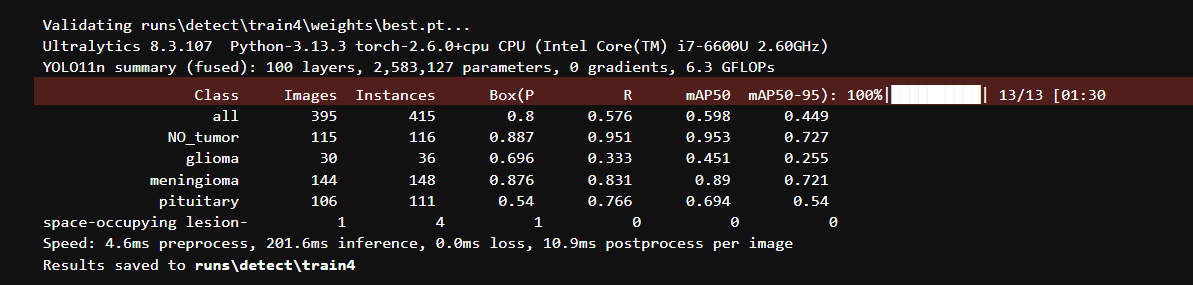 Validating runs\detect\train4\weights\best.pt...
Ultralytics 8.3.107 Python-3.13.3 torch-2.6.0+cpu CPU (Intel Core(TM) i7-6600U 2.60GHz)
YOLO11n summary (fused): 100 layers, 2,583,127 parameters, 0 gradients, 6.3 GFLOPs
Class Images Instances Box(P R mAP50 mAP50-95): 100%|██████████| 13/13 [01:30
all 395 415 0.8 0.576 0.598 0.449
NO_tumor 115 116 0.887 0.951 0.953 0.727
glioma 30 36 0.696 0.333 0.451 0.255
meningioma 144 148 0.876 0.831 0.89 0.721
pituitary 106 111 0.54 0.766 0.694 0.54
space-occupying lesion- 1 4 1 0 0 0
Speed: 4.6ms preprocess, 201.6ms inference, 0.0ms loss, 10.9ms postprocess per image
Results saved to runs\detect\train4